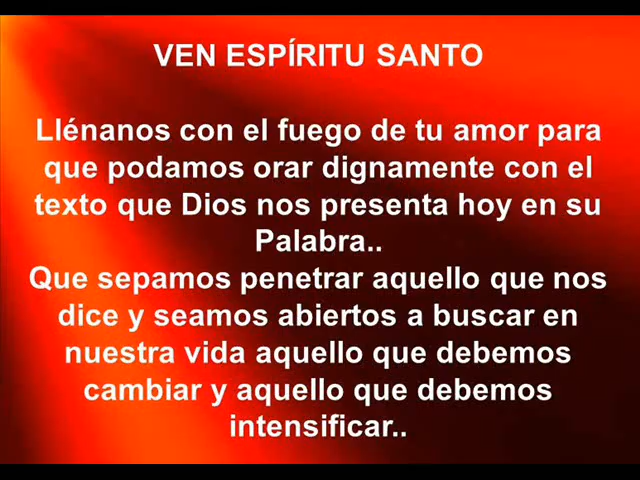 VEN ESPÍRITU SANTO
Llénanos con el fuego de tu amor para
que podamos orar dignamente con el
texto que Dios nos presenta hoy en su
Palabra..
Que sepamos penetrar aquello que nos
dice y seamos abiertos a buscar en
nuestra vida aquello que debemos
cambiar y aquello que debemos
intensificar..